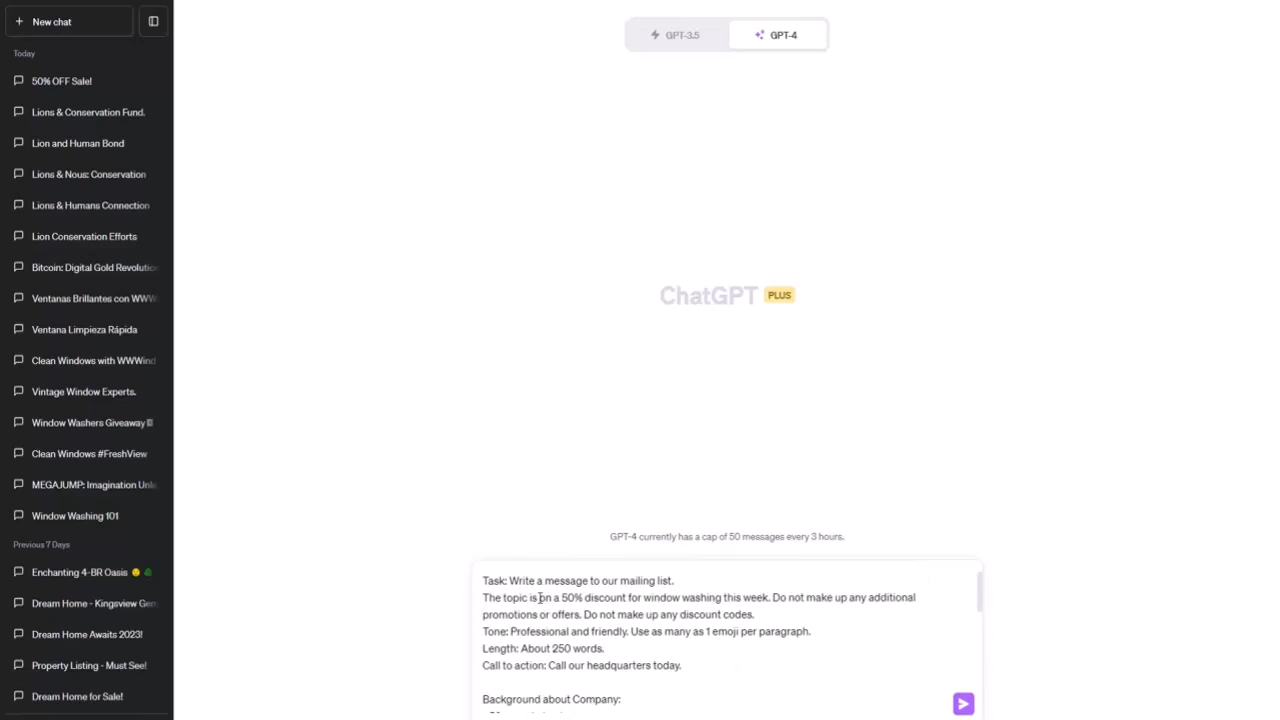 New chat
Today
50% OFF Sale!
Lions & Conservation Fund.
Lion and Human Bond
Lions & Nous: Conservation
Lions & Humans Connection
Lion Conservation Efforts
Bitcoin: Digital Gold Revolutio
Ventanas Brillantes con WWW
Ventana Limpieza Rápida
Clean Windows with WWWind
Vintage Window Experts.
Window Washers Giveaway
Clean Windows #FreshView
MEGAJUMP: Imagination Unl
Window Washing 101
Previous 7 Days
Enchanting 4-BR Oasis
Dream Home - Kingsview Gem
Dream Home Awaits 2023!
Property Listing - Must See!
Dream Home for Sale!
GPT-3.5
GPT-4
ChatGPT PLUS
GPT-4 currently has a cap of 50 messages every 3 hours.
Task: Write a message to our mailing list.
The topic is on a 50% discount for window washing this week. Do not make up any additional
promotions or offers. Do not make up any discount codes.
Tone: Professional and friendly. Use as many as 1 emoji per paragraph.
Length: About 250 words.
Call to action: Call our headquarters today.
Background about Company: